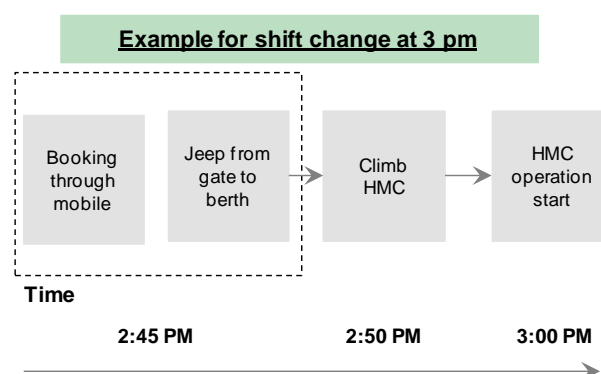 Example for shift change at 3 pm
Booking
through
mobile
Jeep from
gate to
berth
Climb
HMC
HMC
operation
start
Time
2:45 PM
2:50 PM
3:00 PM